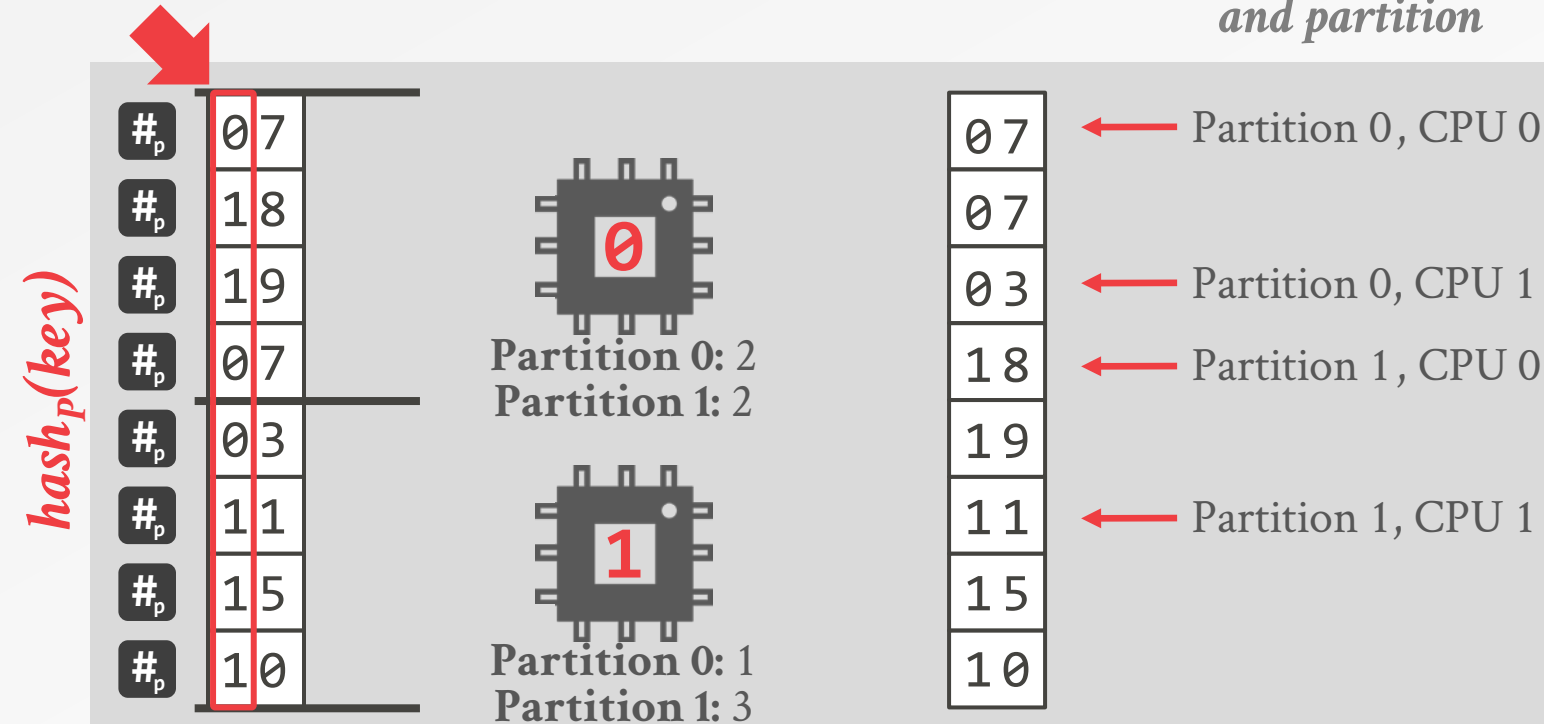 and partition
hashp(key)
#p 07
#p 18
#p 19
#p 07
#p 03
#p 11
#p 15
#p 10
0
Partition 0: 2
Partition 1: 2
1
Partition 0: 1
Partition 1: 3
07 Partition 0, CPU 0
07
03 Partition 0, CPU 1
18 Partition 1, CPU 0
19
11 Partition 1, CPU 1
15
10